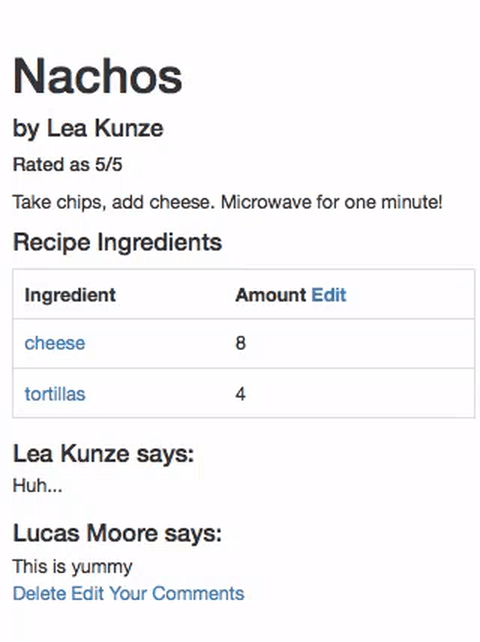 Nachos
by Lea Kunze
Rated as 5/5
Take chips, add cheese. Microwave for one minute!
Recipe Ingredients
Ingredient Amount Edit
cheese 8
tortillas 4
Lea Kunze says:
Huh...
Lucas Moore says:
This is yummy
Delete Edit Your Comments